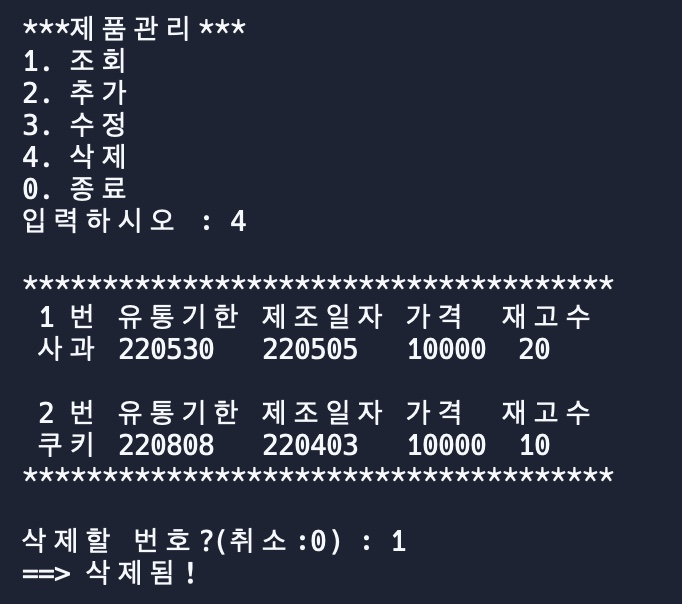 ***제품관리***
1. 조회
2. 추가
3. 수정
4. 삭제
0. 종료
입력하시오 : 4
*************************************
1 번 유통기한 제조일자 가격 재고수
사과 220530 220505 10000 20
2 번 유통기한 제조일자 가격 재고수
쿠키 220808 220403 10000 10
*************************************
삭제할 번호?(취소:0) : 1
==> 삭제됨!